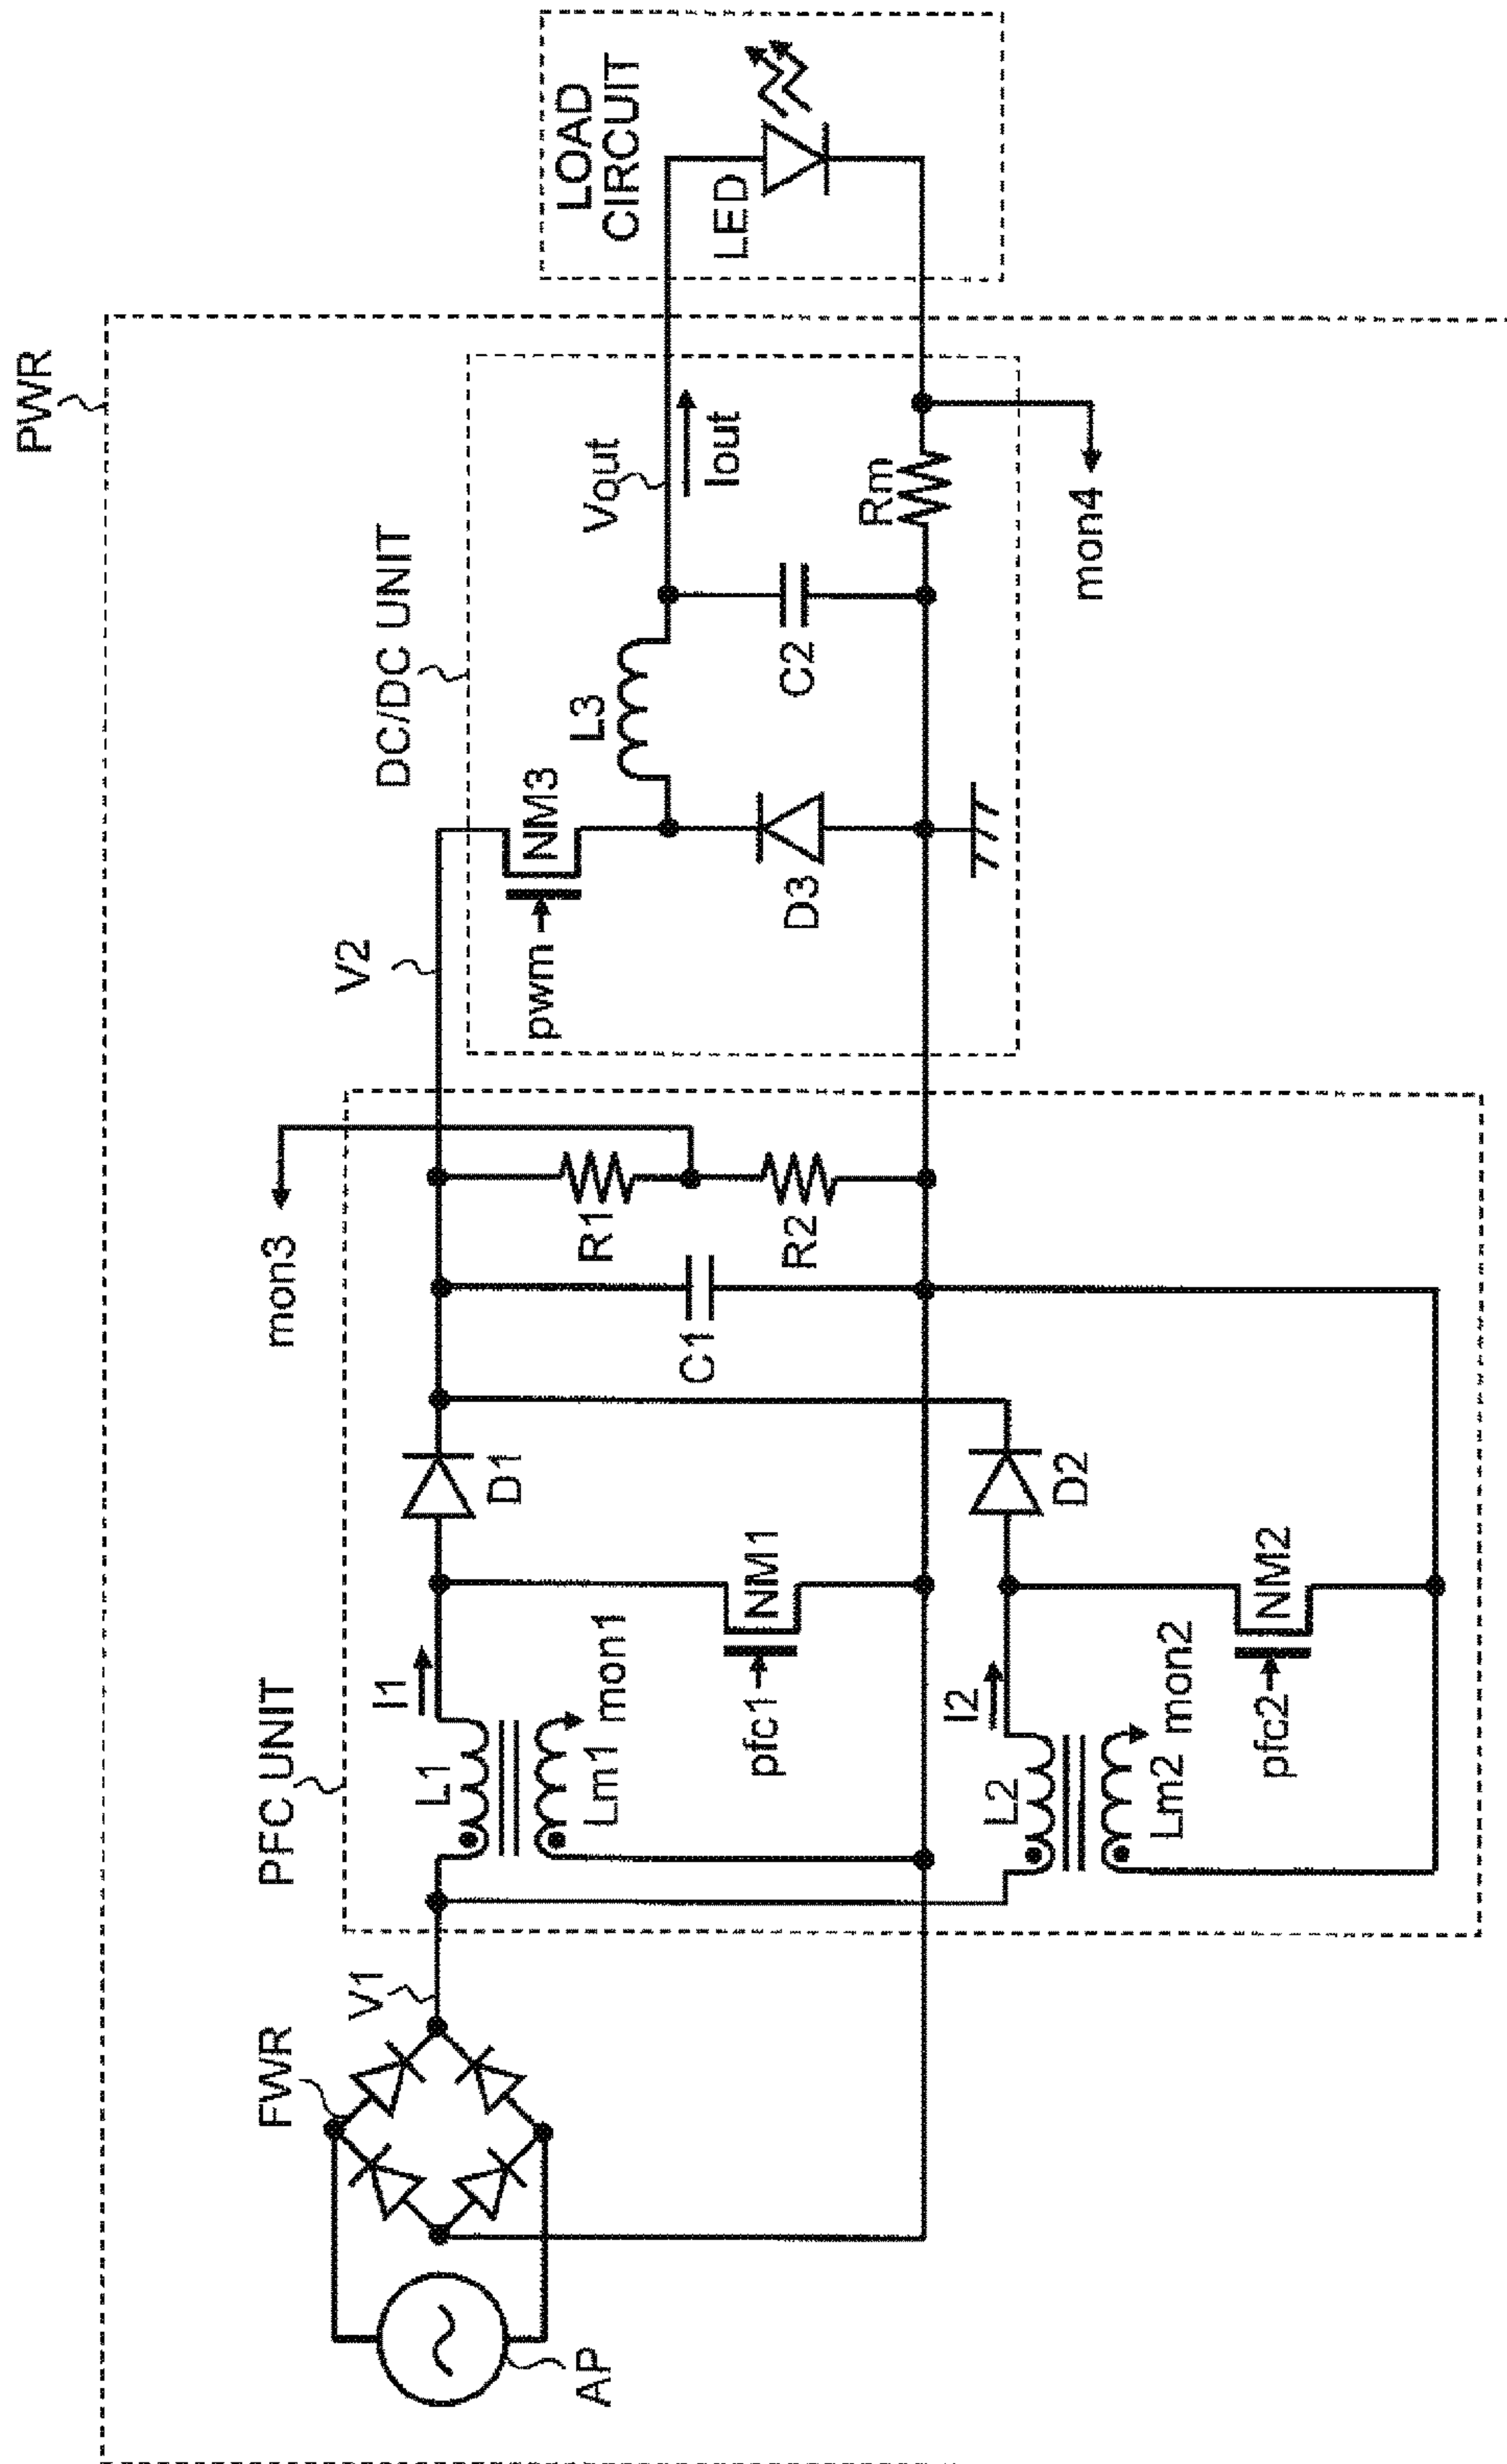 PWR
LOAD
CIRCUIT
LED
DC/DC UNIT
Vout
Iout
Rm
mon4
L3
C2
NM3
pwm
D3
V2
mon3
R1
R2
C1
D1
D2
PFC UNIT
I1
L1
Lm1
mon1
NM1
pfc1
I2
L2
Lm2
mon2
NM2
pfc2
V1
FWR
AP